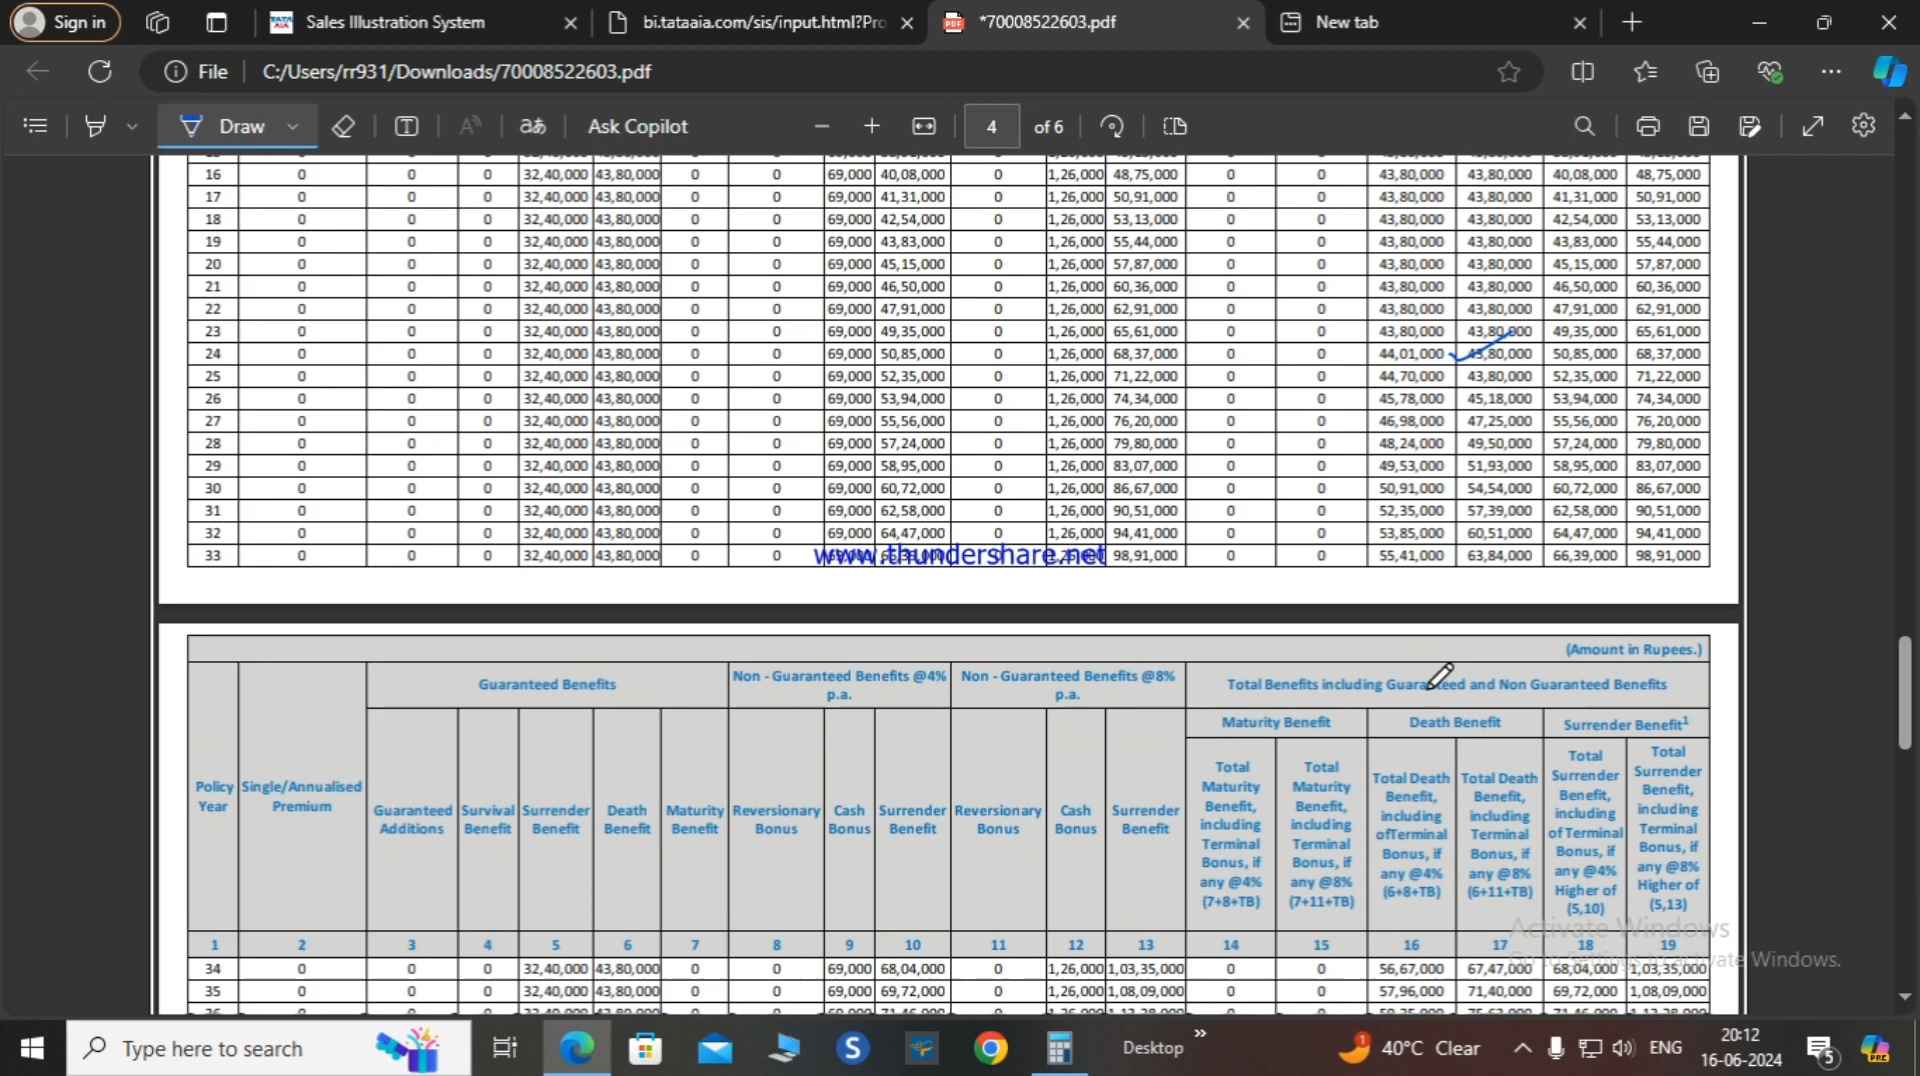 Sign in
Sales Illustration System
bi.tataaia.com/sis/input.html?Pro
*70008522603.pdf
New tab
File
C:/Users/rr931/Downloads/70008522603.pdf
Draw
Ask Copilot
4 of 6
16 0 0 0 32,40,000 43,80,000 0 0 69,000 40,08,000 0 1,26,000 48,75,000 0 0 43,80,000 43,80,000 40,08,000 48,75,000
17 0 0 0 32,40,000 43,80,000 0 0 69,000 41,31,000 0 1,26,000 50,91,000 0 0 43,80,000 43,80,000 41,31,000 50,91,000
18 0 0 0 32,40,000 43,80,000 0 0 69,000 42,54,000 0 1,26,000 53,13,000 0 0 43,80,000 43,80,000 42,54,000 53,13,000
19 0 0 0 32,40,000 43,80,000 0 0 69,000 43,83,000 0 1,26,000 55,44,000 0 0 43,80,000 43,80,000 43,83,000 55,44,000
20 0 0 0 32,40,000 43,80,000 0 0 69,000 45,15,000 0 1,26,000 57,87,000 0 0 43,80,000 43,80,000 45,15,000 57,87,000
21 0 0 0 32,40,000 43,80,000 0 0 69,000 46,50,000 0 1,26,000 60,36,000 0 0 43,80,000 43,80,000 46,50,000 60,36,000
22 0 0 0 32,40,000 43,80,000 0 0 69,000 47,91,000 0 1,26,000 62,91,000 0 0 43,80,000 43,80,000 47,91,000 62,91,000
23 0 0 0 32,40,000 43,80,000 0 0 69,000 49,35,000 0 1,26,000 65,61,000 0 0 43,80,000 43,80,000 49,35,000 65,61,000
24 0 0 0 32,40,000 43,80,000 0 0 69,000 50,85,000 0 1,26,000 68,37,000 0 0 44,01,000 43,80,000 50,85,000 68,37,000
25 0 0 0 32,40,000 43,80,000 0 0 69,000 52,35,000 0 1,26,000 71,22,000 0 0 44,70,000 43,80,000 52,35,000 71,22,000
26 0 0 0 32,40,000 43,80,000 0 0 69,000 53,94,000 0 1,26,000 74,34,000 0 0 45,78,000 45,18,000 53,94,000 74,34,000
27 0 0 0 32,40,000 43,80,000 0 0 69,000 55,56,000 0 1,26,000 76,20,000 0 0 46,98,000 47,25,000 55,56,000 76,20,000
28 0 0 0 32,40,000 43,80,000 0 0 69,000 57,24,000 0 1,26,000 79,80,000 0 0 48,24,000 49,50,000 57,24,000 79,80,000
29 0 0 0 32,40,000 43,80,000 0 0 69,000 58,95,000 0 1,26,000 83,07,000 0 0 49,53,000 51,93,000 58,95,000 83,07,000
30 0 0 0 32,40,000 43,80,000 0 0 69,000 60,72,000 0 1,26,000 86,67,000 0 0 50,91,000 54,54,000 60,72,000 86,67,000
31 0 0 0 32,40,000 43,80,000 0 0 69,000 62,58,000 0 1,26,000 90,51,000 0 0 52,35,000 57,39,000 62,58,000 90,51,000
32 0 0 0 32,40,000 43,80,000 0 0 69,000 64,47,000 0 1,26,000 94,41,000 0 0 53,85,000 60,51,000 64,47,000 94,41,000
33 0 0 0 32,40,000 43,80,000 0 0 98,91,000 0 0 55,41,000 63,84,000 66,39,000 98,91,000
www.thundershare.net
(Amount in Rupees.)
Guaranteed Benefits
Non - Guaranteed Benefits @4% p.a.
Non - Guaranteed Benefits @8% p.a.
Total Benefits including Guaranteed and Non Guaranteed Benefits
Maturity Benefit
Death Benefit
Surrender Benefit1
Policy Year
Single/Annualised Premium
Guaranteed Additions
Survival Benefit
Surrender Benefit
Death Benefit
Maturity Benefit
Reversionary Bonus
Cash Bonus
Surrender Benefit
Reversionary Bonus
Cash Bonus
Surrender Benefit
Total Maturity Benefit, including Terminal Bonus, if any @4% (7+8+TB)
Total Maturity Benefit, including Terminal Bonus, if any @8% (7+11+TB)
Total Death Benefit, including ofTerminal Bonus, if any @4% (6+8+TB)
Total Death Benefit, including Terminal Bonus, if any @8% (6+11+TB)
Total Surrender Benefit, including of Terminal Bonus, if any @4% Higher of (5,10)
Total Surrender Benefit, including Terminal Bonus, if any @8% Higher of (5,13)
1 2 3 4 5 6 7 8 9 10 11 12 13 14 15 16 17 18 19
34 0 0 0 32,40,000 43,80,000 0 0 69,000 68,04,000 0 1,26,000 1,03,35,000 0 0 56,67,000 67,47,000 68,04,000 1,03,35,000
35 0 0 0 32,40,000 43,80,000 0 0 69,000 69,72,000 0 1,26,000 1,08,09,000 0 0 57,96,000 71,40,000 69,72,000 1,08,09,000
Activate Windows
Go to Settings to activate Windows.
Type here to search
Desktop
40°C Clear
ENG
20:12
16-06-2024
5